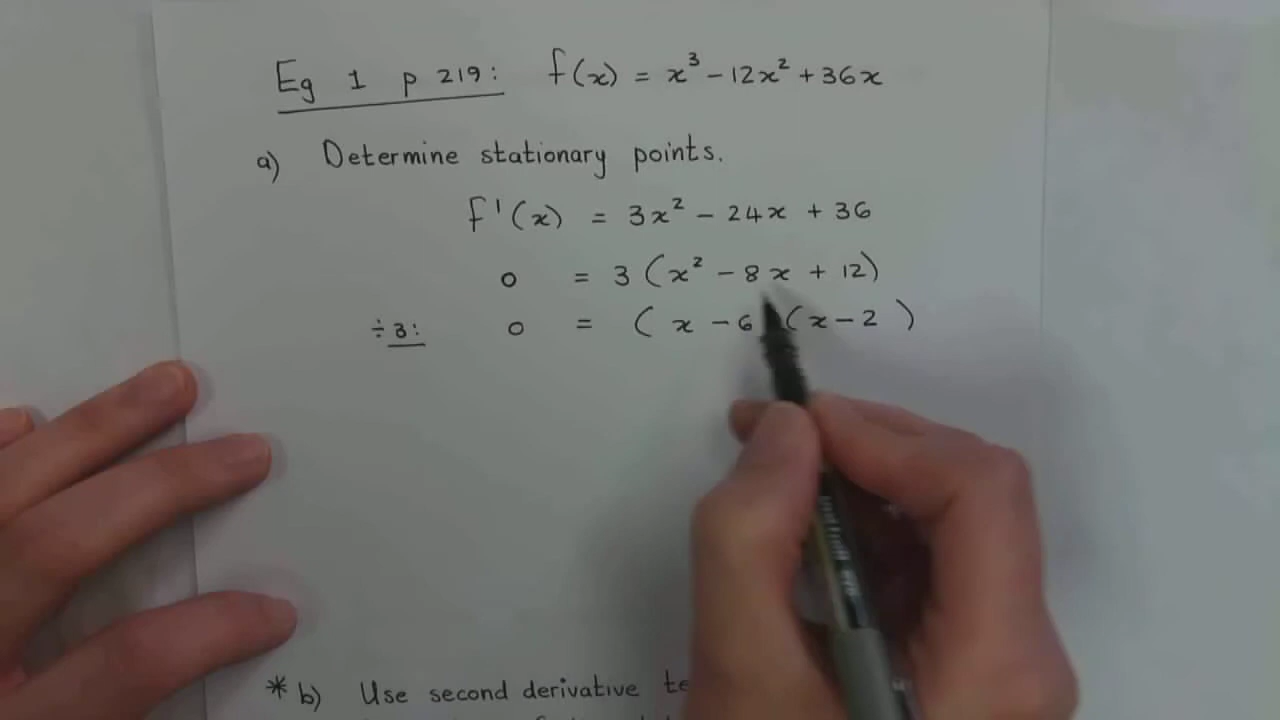 Eg 1 p 219: f(x) = x³ - 12x² + 36x
a) Determine stationary points.
f'(x) = 3x² - 24x + 36
0 = 3(x² - 8x + 12)
÷3: 0 = (x - 6 (x - 2 )
* b) Use second derivative